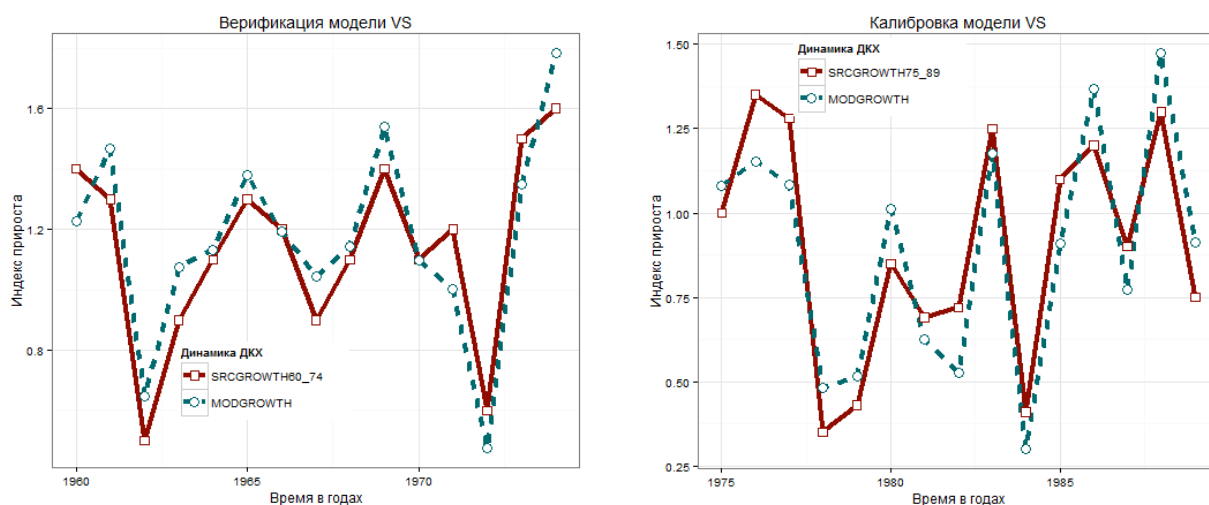 Верификация модели VS
Индекс прироста
1.6
1.2
0.8
Динамика ДКХ
SRCGROWTH60_74
MODGROWTH
1960
1965
1970
Время в годах
Калибровка модели VS
Индекс прироста
1.50
1.25
1.00
0.75
0.50
0.25
Динамика ДКХ
SRCGROWTH75_89
MODGROWTH
1975
1980
1985
Время в годах